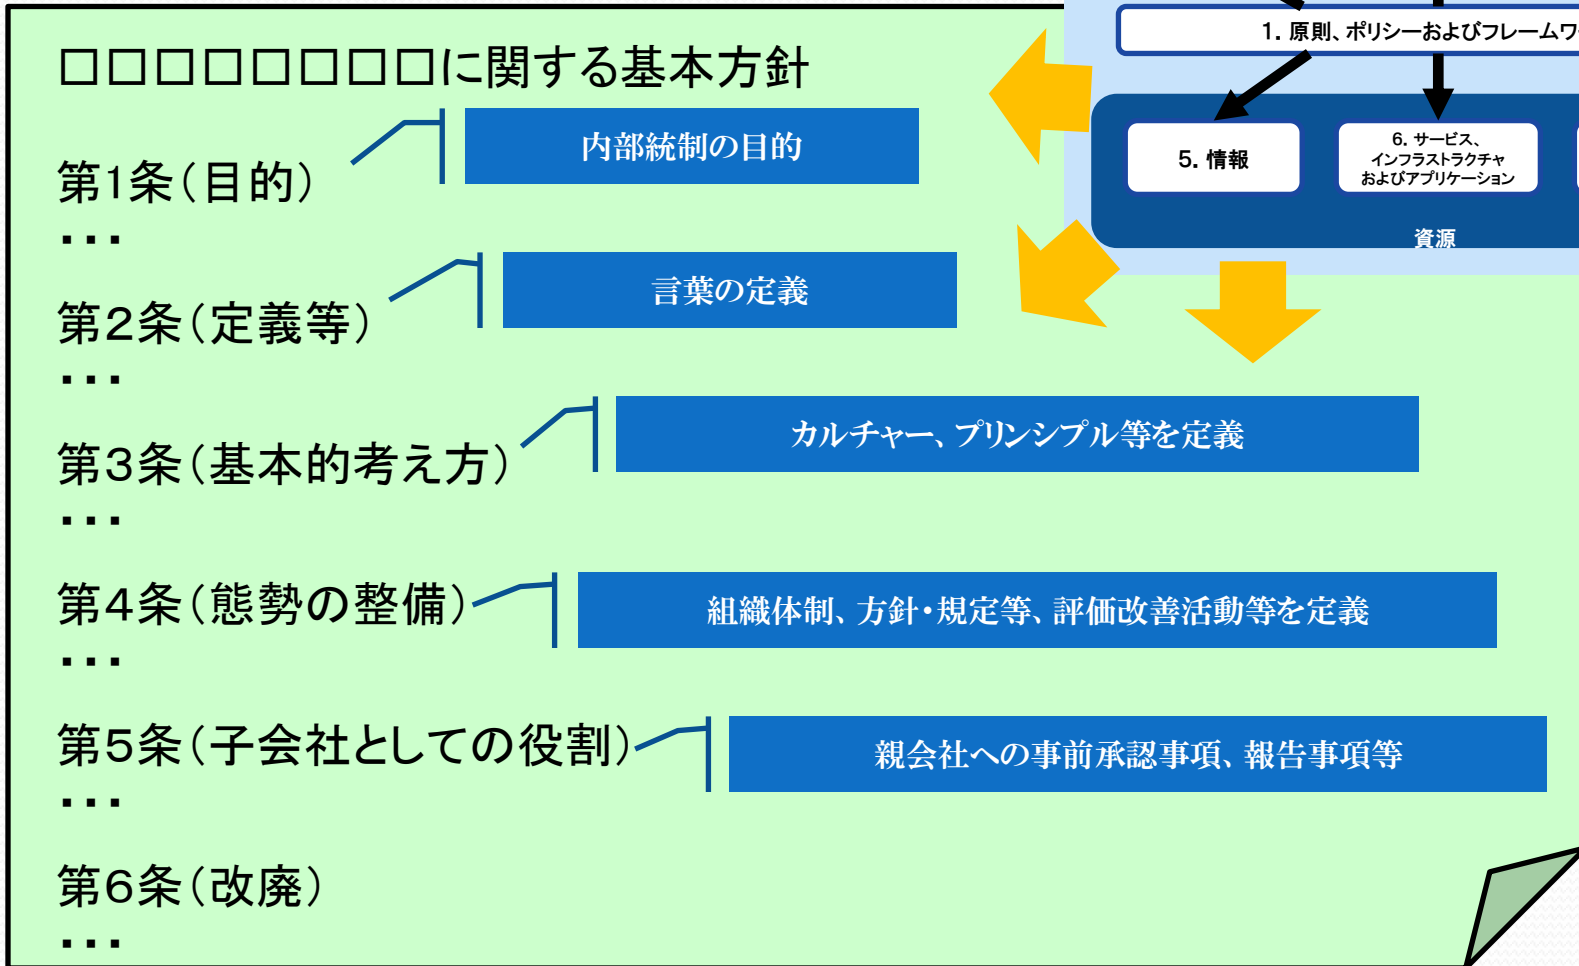 □□□□□□□□に関する基本方針
内部統制の目的
第1条(目的)
・・・
言葉の定義
第2条(定義等)
・・・
カルチャー、プリンシプル等を定義
第3条(基本的考え方)
・・・
第4条(態勢の整備)
組織体制、方針・規定等、評価改善活動等を定義
・・・
第5条(子会社としての役割)
親会社への事前承認事項、報告事項等
・・・
第6条(改廃)
・・・
1. 原則、ポリシーおよびフレームワ
5. 情報
6. サービス、
インフラストラクチャ
およびアプリケーション
資源